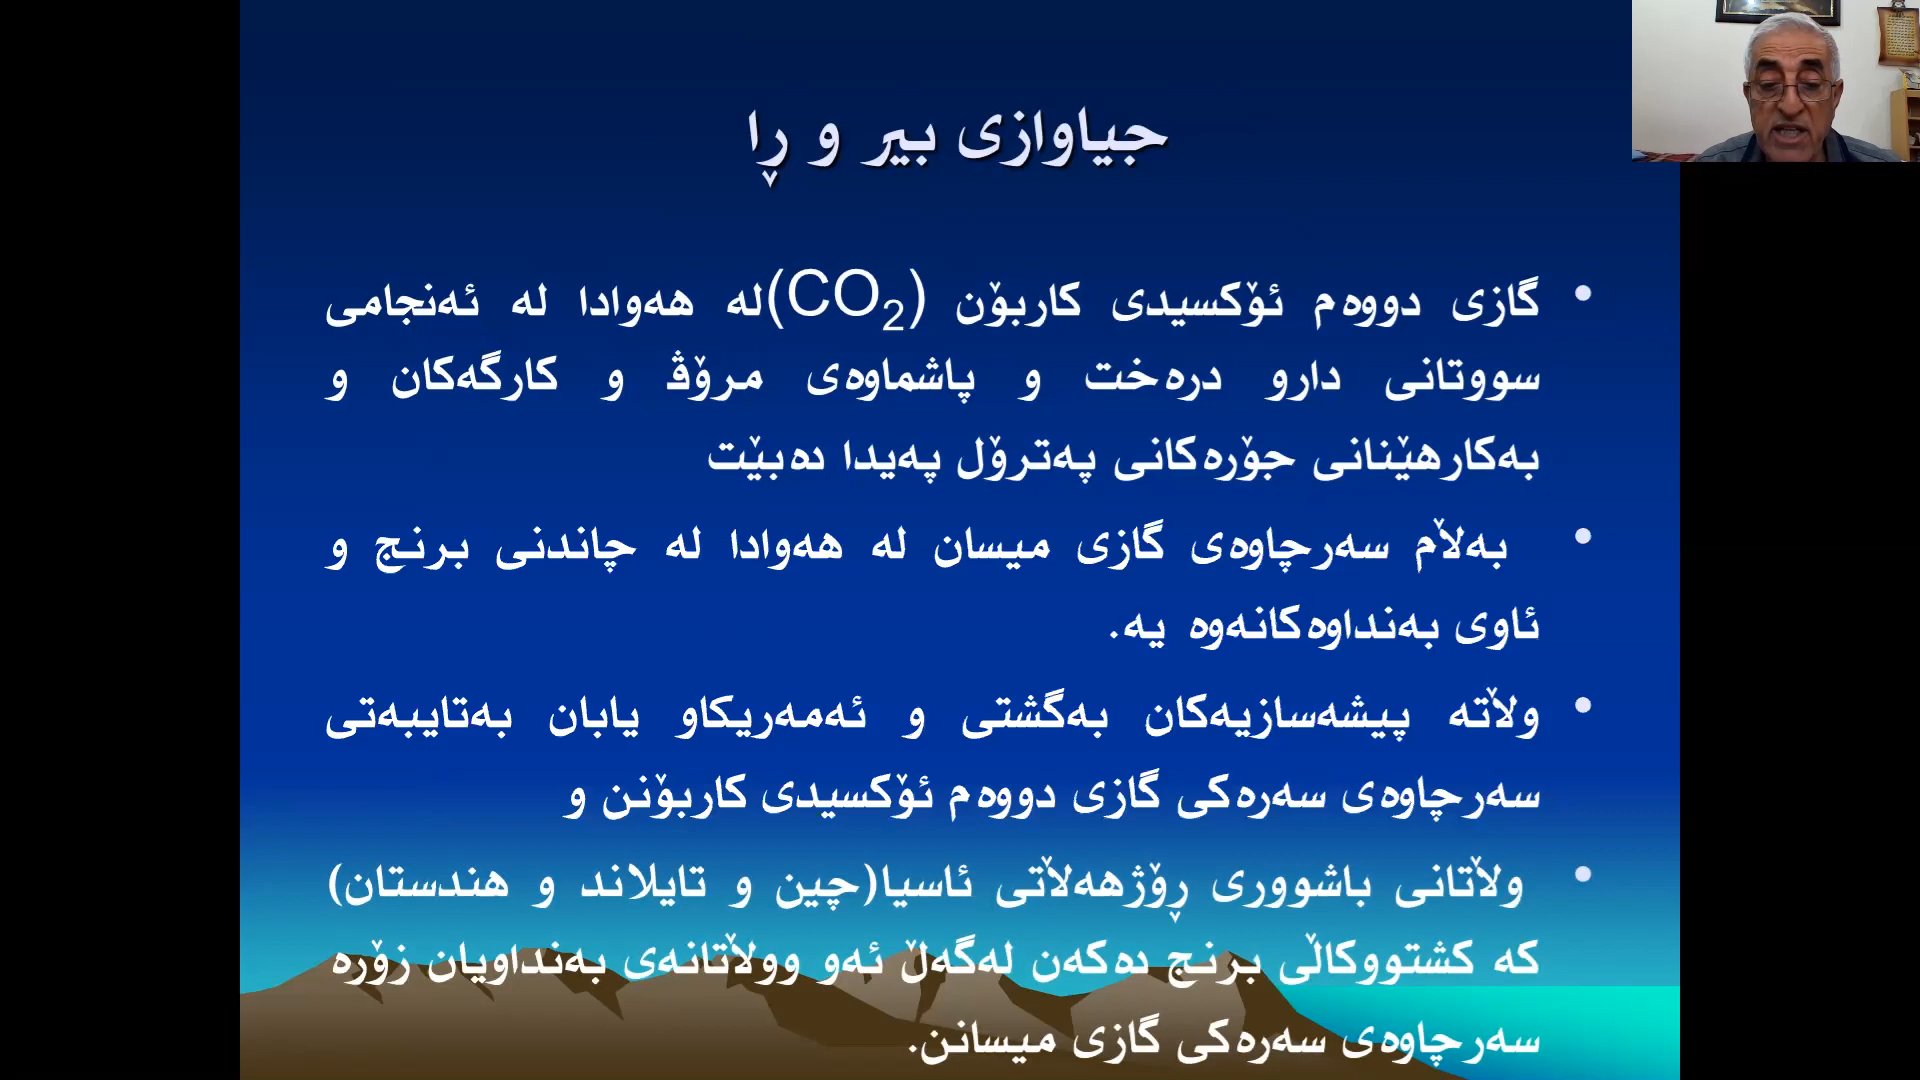 جیاوازی بیر و ڕا
• گازی دووەم ئۆکسیدی کاربۆن (CO₂)لە هەوادا لە ئەنجامی
سووتانی دارو درەخت و پاشماوەی مرۆڤ و کارگەکان و
بەکارهێنانی جۆرەکانی پەترۆل پەیدا دەبێت
• بەڵام سەرچاوەی گازی میسان لە هەوادا لە چاندنی برنج و
ئاوی بەنداوەکانەوە یە.
• وڵاتە پیشەسازیەکان بەگشتی و ئەمەریکاو یابان بەتایبەتی
سەرچاوەی سەرەکی گازی دووەم ئۆکسیدی کاربۆنن و
• وڵاتانی باشووری ڕۆژهەڵاتی ئاسیا(چین و تایلاند و هندستان)
کە کشتووکاڵی برنج دەکەن لەگەڵ ئەو وولاٚتانەی بەنداویان زۆرە
سەرچاوەی سەرەکی گازی میسانن.